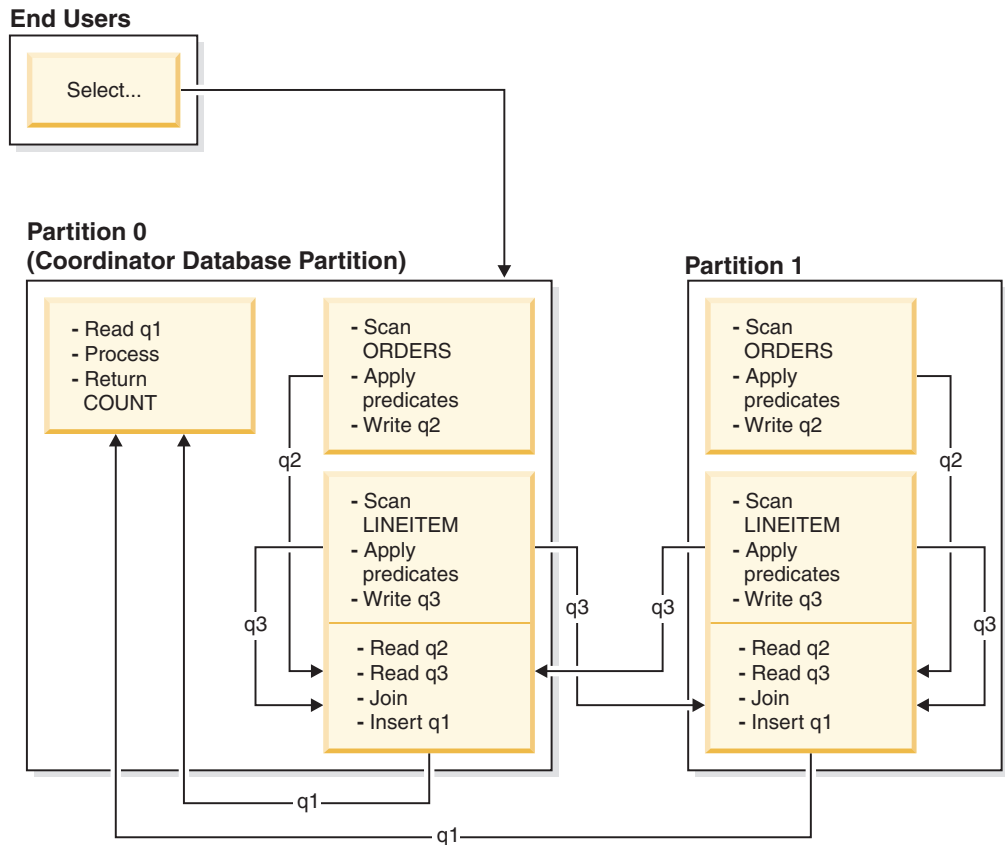 End Users
Select...
Partition 0
(Coordinator Database Partition)
- Read q1
- Process
- Return
COUNT
- Scan
ORDERS
- Apply
predicates
- Write q2
q2
- Scan
LINEITEM
- Apply
predicates
- Write q3
q3
- Read q2
- Read q3
- Join
- Insert q1
q3
q3
Partition 1
- Scan
ORDERS
- Apply
predicates
- Write q2
q2
- Scan
LINEITEM
- Apply
predicates
- Write q3
q3
- Read q2
- Read q3
- Join
- Insert q1
q1
q1